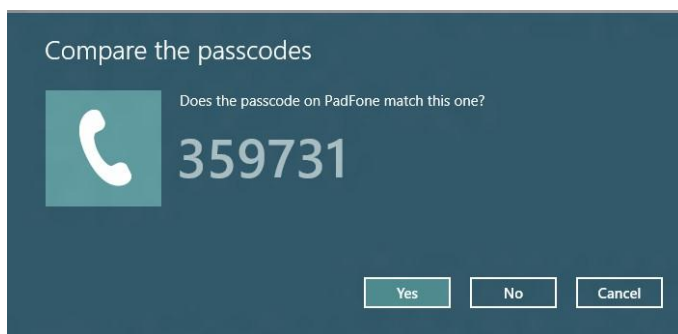 Compare the passcodes
Does the passcode on PadFone match this one?
359731
Yes No Cancel